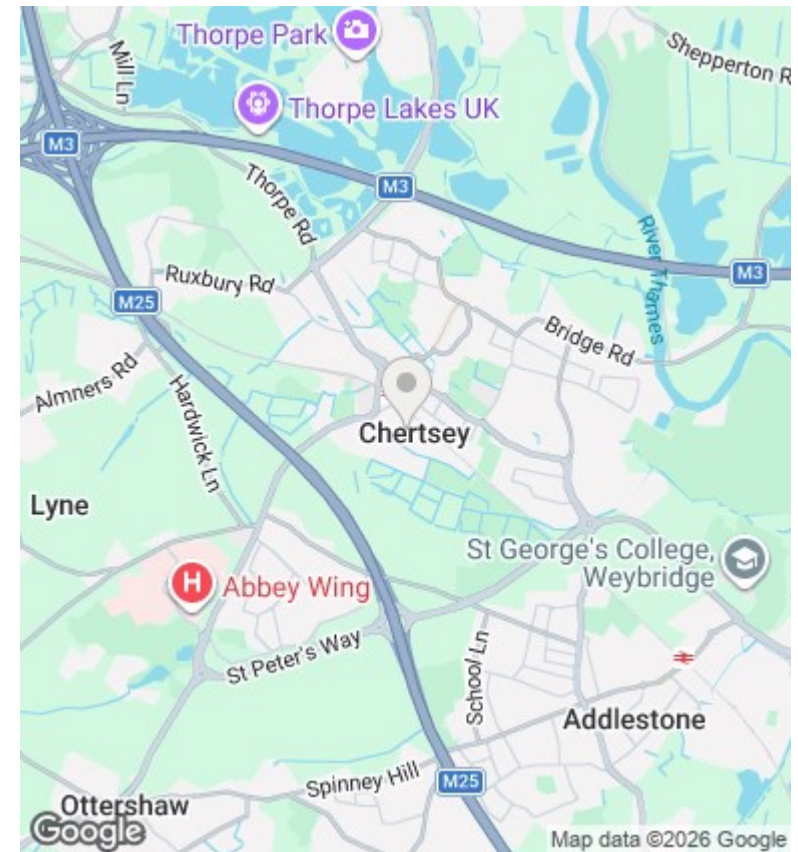 Thorpe Park
Mill Ln
Shepperton R
Thorpe Lakes UK
M3
M3
Thorpe Rd
River Thames
M3
Ruxbury Rd
M25
Bridge Rd
Almners Rd
Hardwick Ln
Chertsey
Lyne
St George's College,
Weybridge
H
Abbey Wing
St Peter's Way
School Ln
Addlestone
Spinney Hill
M25
Ottershaw
Google
Map data ©2026 Google